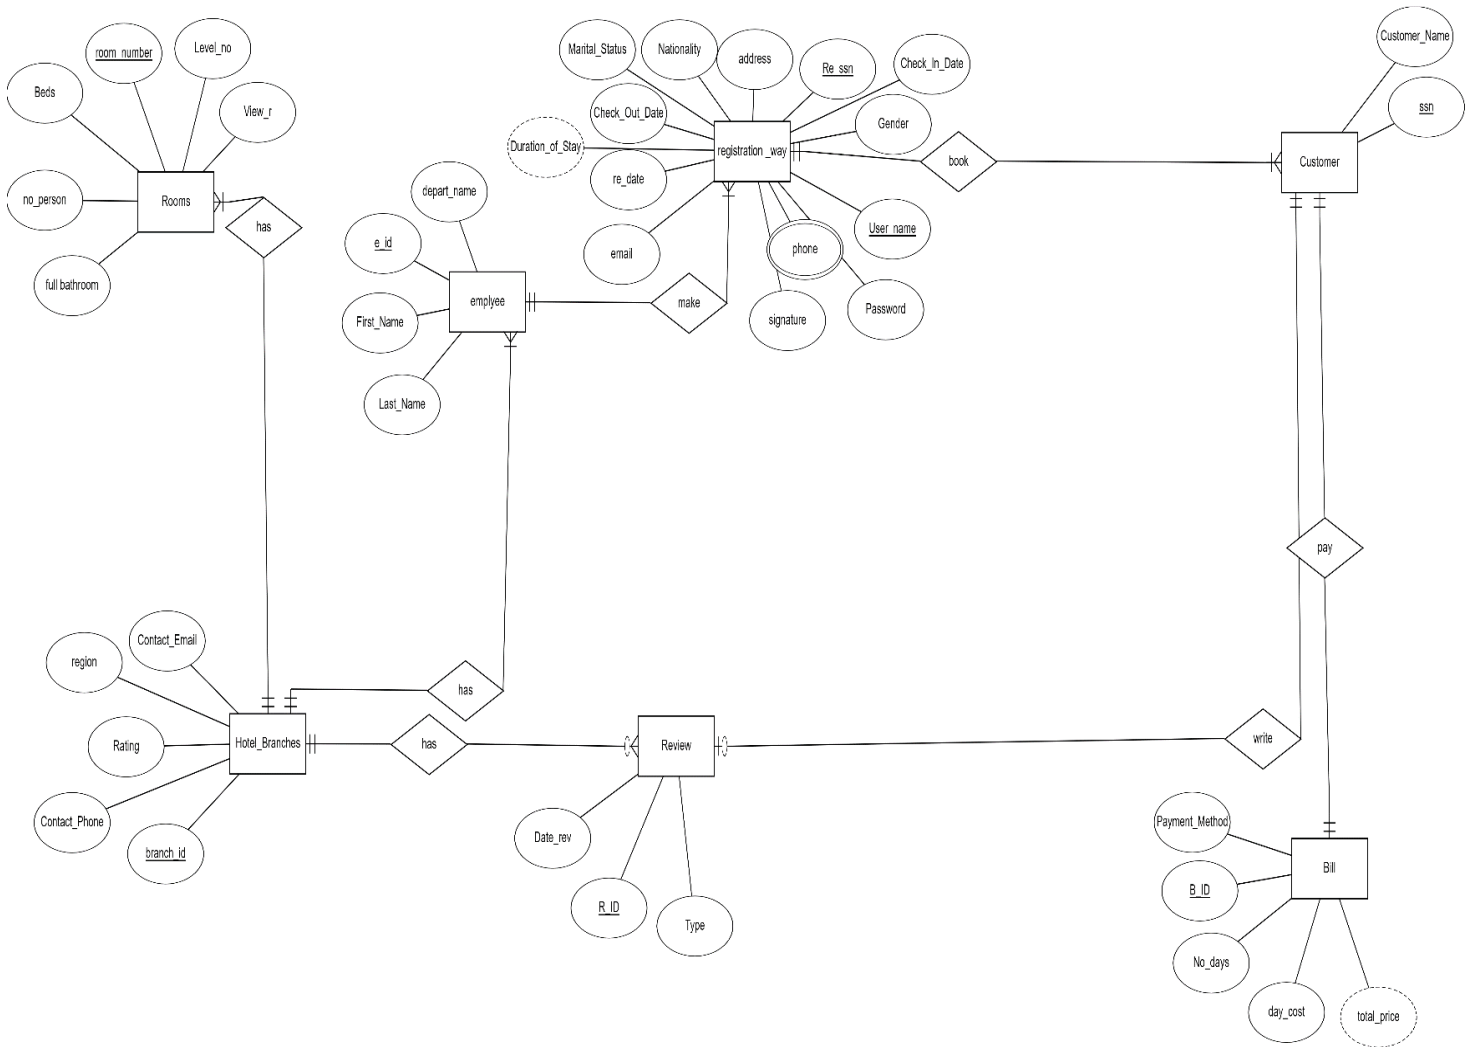 Customer_Name
Level_no
Marital_Status
Nationality
room_number
address
Check_In_Date
Re_ssn
Beds
ssn
View_r
Check_Out_Date
Gender
Duration_of_Stay
registration _way
book
Customer
re_date
depart_name
no_person
Rooms
has
User_name
e_id
phone
email
full bathroom
emplyee
make
Password
signature
First_Name
Last_Name
pay
Contact_Email
region
has
Rating
Hotel_Branches
has
Review
write
Contact_Phone
Payment_Method
Date_rev
branch_id
Bill
B_ID
R_ID
Type
No_days
day_cost
total_price